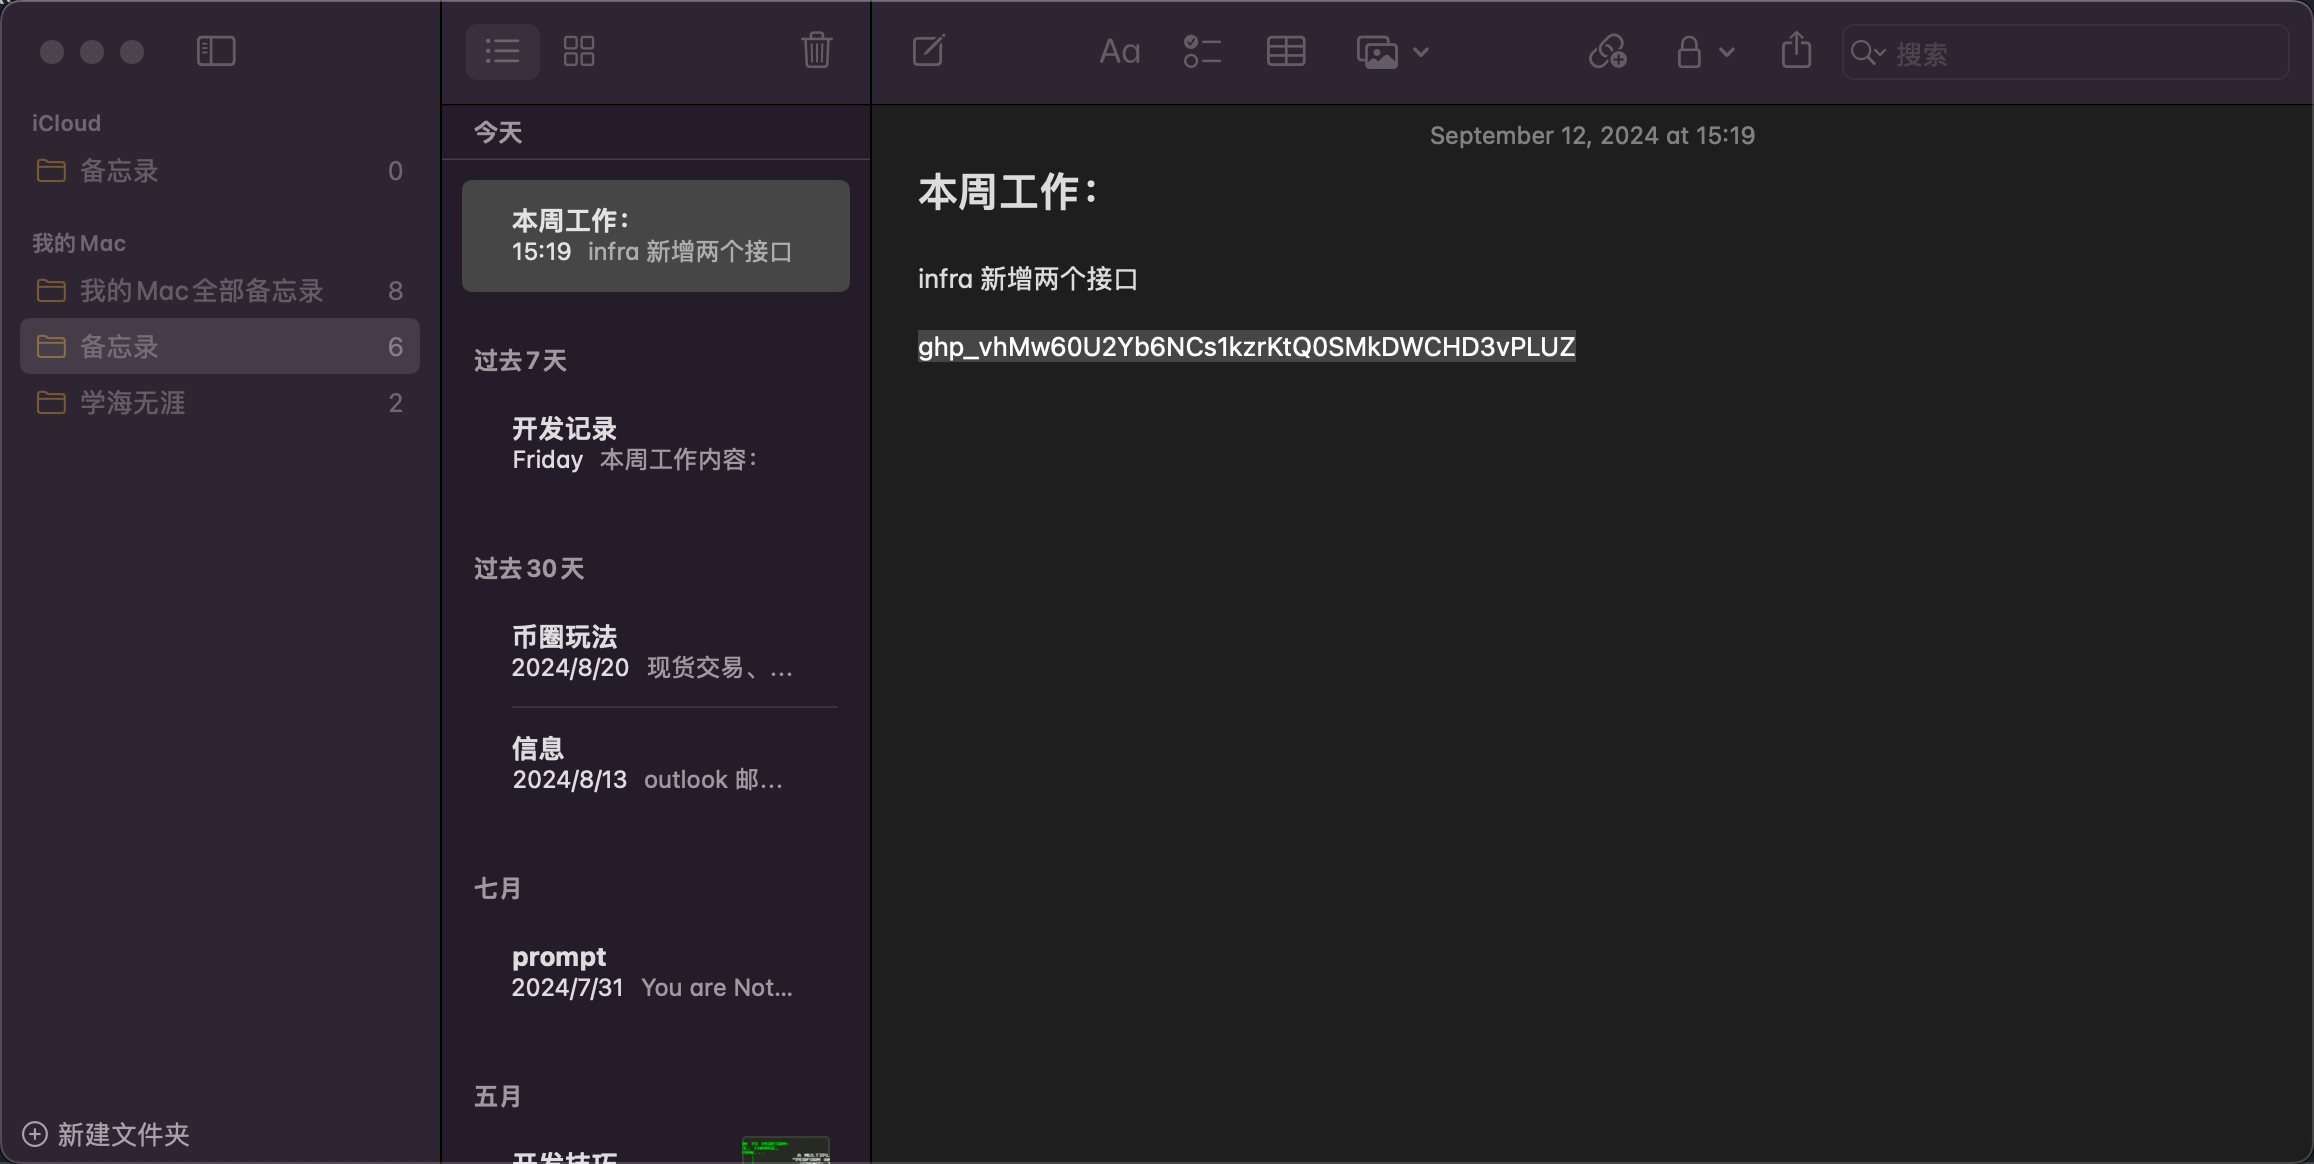 iCloud
备忘录 0
我的Mac
我的Mac全部备忘录 8
备忘录 6
学海无涯 2
新建文件夹
今天
本周工作：
15:19 infra 新增两个接口
过去7天
开发记录
Friday 本周工作内容：
过去30天
币圈玩法
2024/8/20 现货交易、...
信息
2024/8/13 outlook 邮...
七月
prompt
2024/7/31 You are Not...
五月
开发技巧
Aa
搜索
September 12, 2024 at 15:19
本周工作：
infra 新增两个接口
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